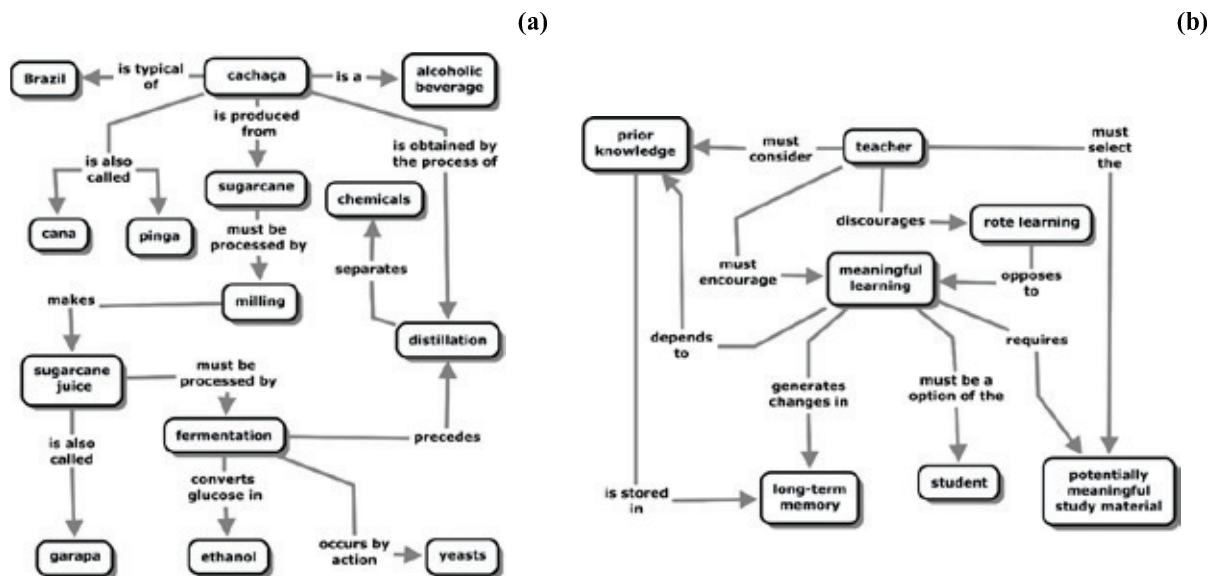 (a)
Brazil
is typical
of
cachaça
is a
alcoholic
beverage
is produced
from
is obtained by
the process of
is also
called
sugarcane
chemicals
cana
pinga
must be
processed by
separates
makes
milling
distillation
sugarcane
juice
must be
processed by
is also
called
fermentation
precedes
converts
glucose in
garapa
ethanol
occurs by
action
yeasts
(b)
prior
knowledge
must
consider
teacher
must
select
the
discourages
rote learning
must
encourage
meaningful
learning
opposes
to
depends
to
requires
generates
changes in
must be a
option of the
is stored
in
long-term
memory
student
potentially
meaningful
study material